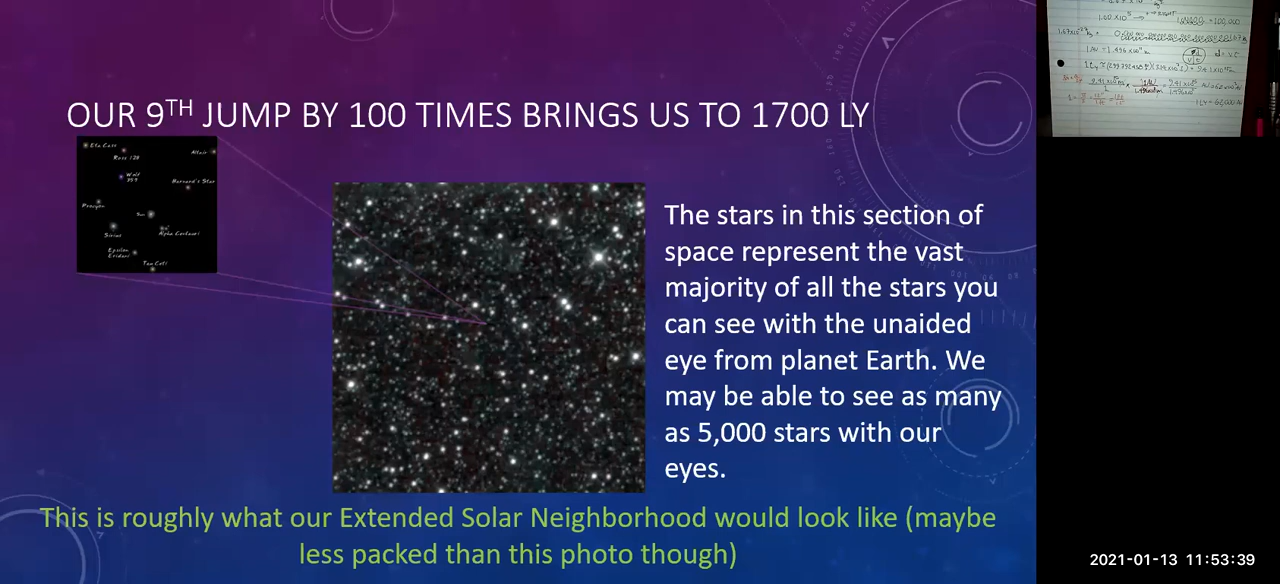 OUR 9TH JUMP BY 100 TIMES BRINGS US TO 1700 LY
Eta Cass
Ross 128
Altair
Wolf
359
Barnard's Star
Procyon
Sun
Sirius
Alpha Centauri
Epsilon
Eridani
Tau Ceti
The stars in this section of
space represent the vast
majority of all the stars you
can see with the unaided
eye from planet Earth. We
may be able to see as many
as 5,000 stars with our
eyes.
This is roughly what our Extended Solar Neighborhood would look like (maybe
less packed than this photo though)
2021-01-13 11:53:39